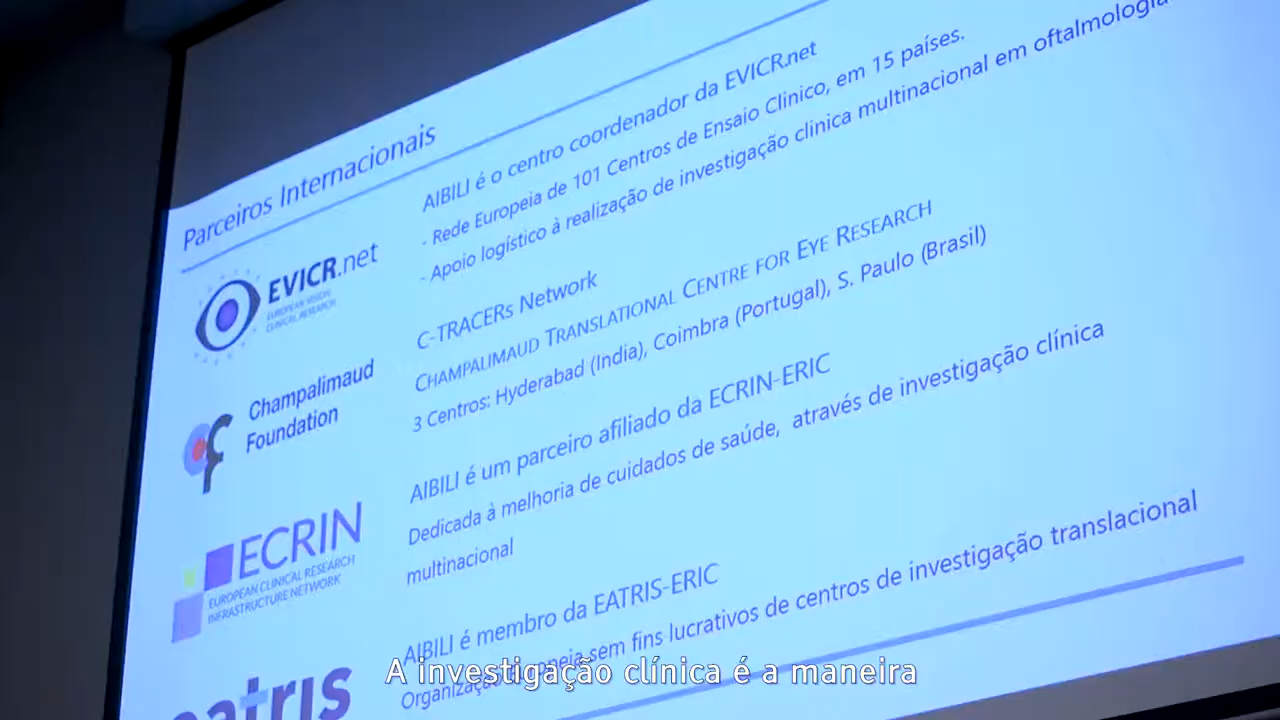 Parceiros Internacionais
EVICR.net
EUROPEAN VISION
CLINICAL RESEARCH
AIBILI é o centro coordenador da EVICR.net
- Rede Europeia de 101 Centros de Ensaio Clinico, em 15 países.
- Apoio logístico à realização de investigação clinica multinacional em oftalmologia
Champalimaud
Foundation
C-TRACERs Network
CHAMPALIMAUD TRANSLATIONAL CENTRE FOR EYE RESEARCH
3 Centros: Hyderabad (India), Coimbra (Portugal), S. Paulo (Brasil)
ECRIN
EUROPEAN CLINICAL RESEARCH
INFRASTRUCTURE NETWORK
AIBILI é um parceiro afiliado da ECRIN-ERIC
Dedicada à melhoria de cuidados de saúde, através de investigação clínica
multinacional
eatris
AIBILI é membro da EATRIS-ERIC
sem fins lucrativos de centros de investigação translacional
A investigação clínica é a maneira